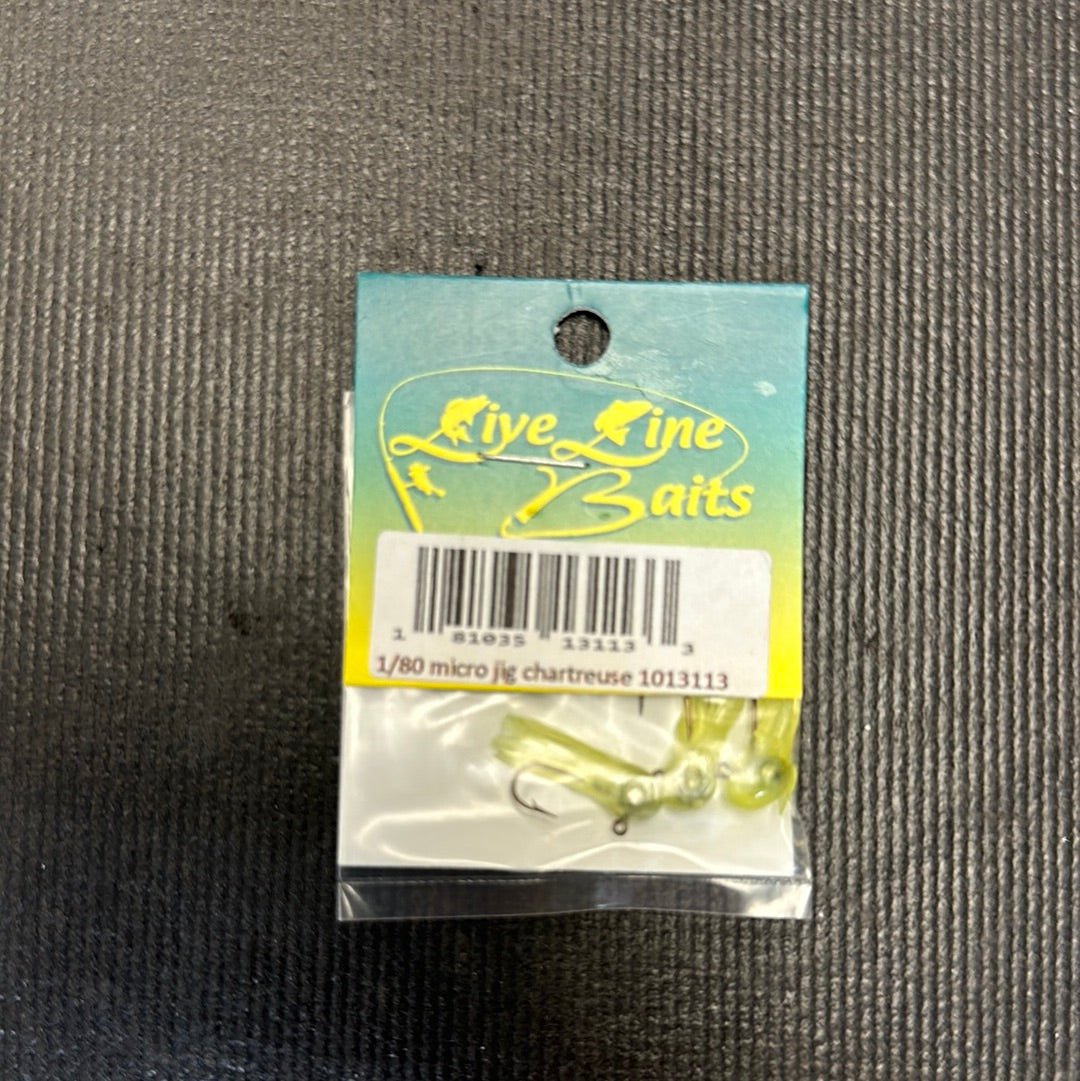 Live Line
Baits
1 81035 13113 3
1/80 micro jig chartreuse 1013113